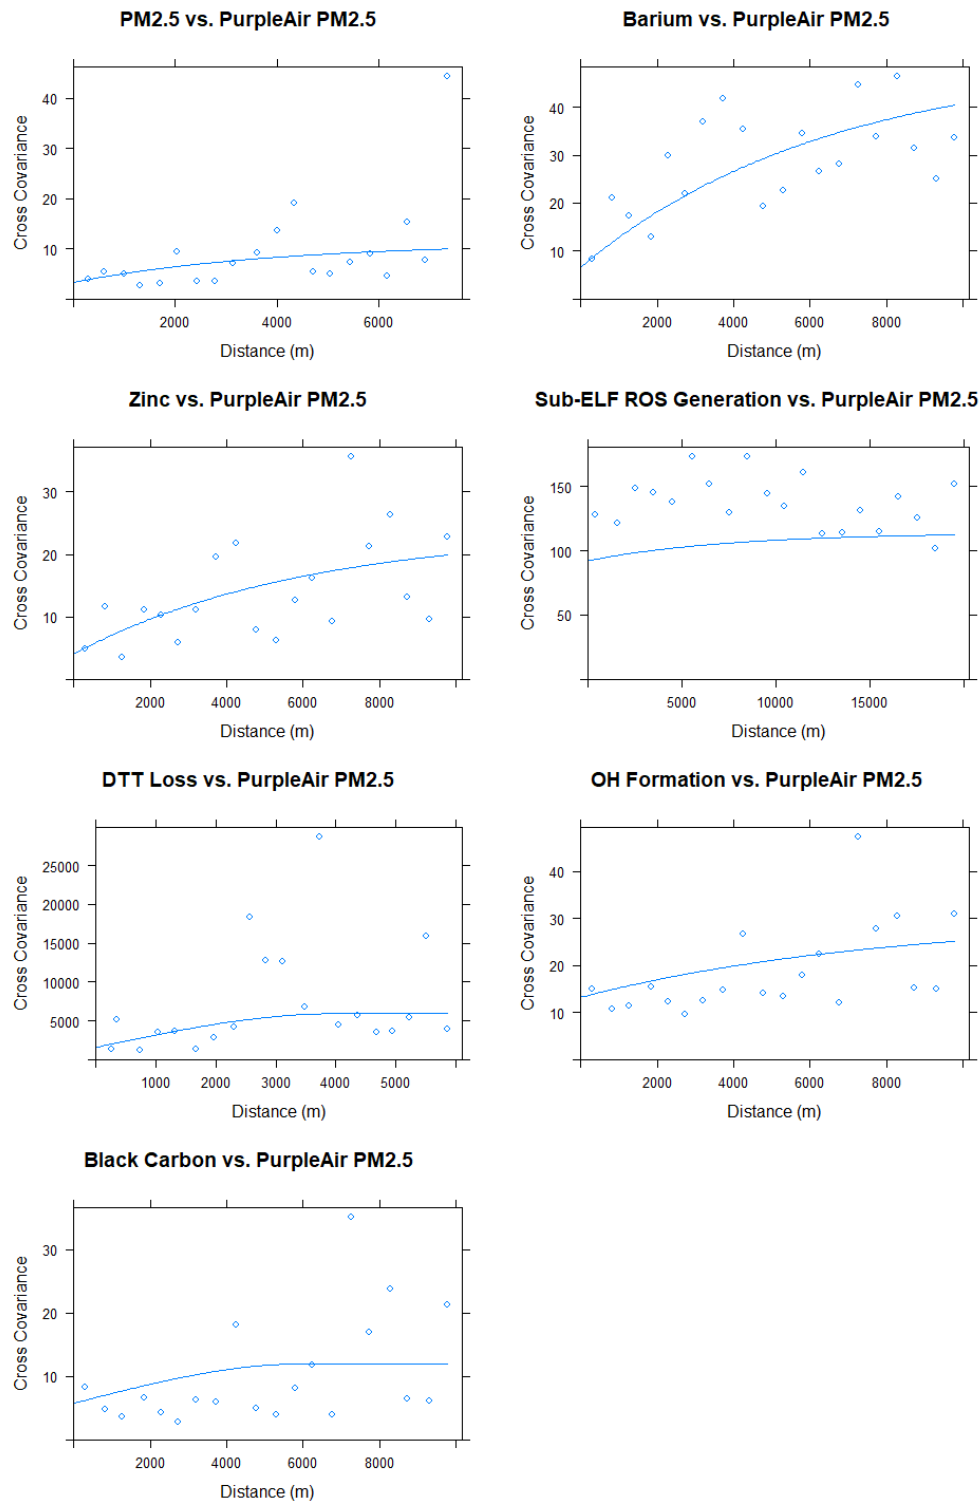 PM2.5 vs. PurpleAir PM2.5
Cross Covariance
40
30
20
10
2000 4000 6000
Distance (m)
Barium vs. PurpleAir PM2.5
Cross Covariance
40
30
20
10
2000 4000 6000 8000
Distance (m)
Zinc vs. PurpleAir PM2.5
Cross Covariance
30
20
10
2000 4000 6000 8000
Distance (m)
Sub-ELF ROS Generation vs. PurpleAir PM2.5
Cross Covariance
150
100
50
5000 10000 15000
Distance (m)
DTT Loss vs. PurpleAir PM2.5
Cross Covariance
25000
20000
15000
10000
5000
1000 2000 3000 4000 5000
Distance (m)
OH Formation vs. PurpleAir PM2.5
Cross Covariance
40
30
20
10
2000 4000 6000 8000
Distance (m)
Black Carbon vs. PurpleAir PM2.5
Cross Covariance
30
20
10
2000 4000 6000 8000
Distance (m)